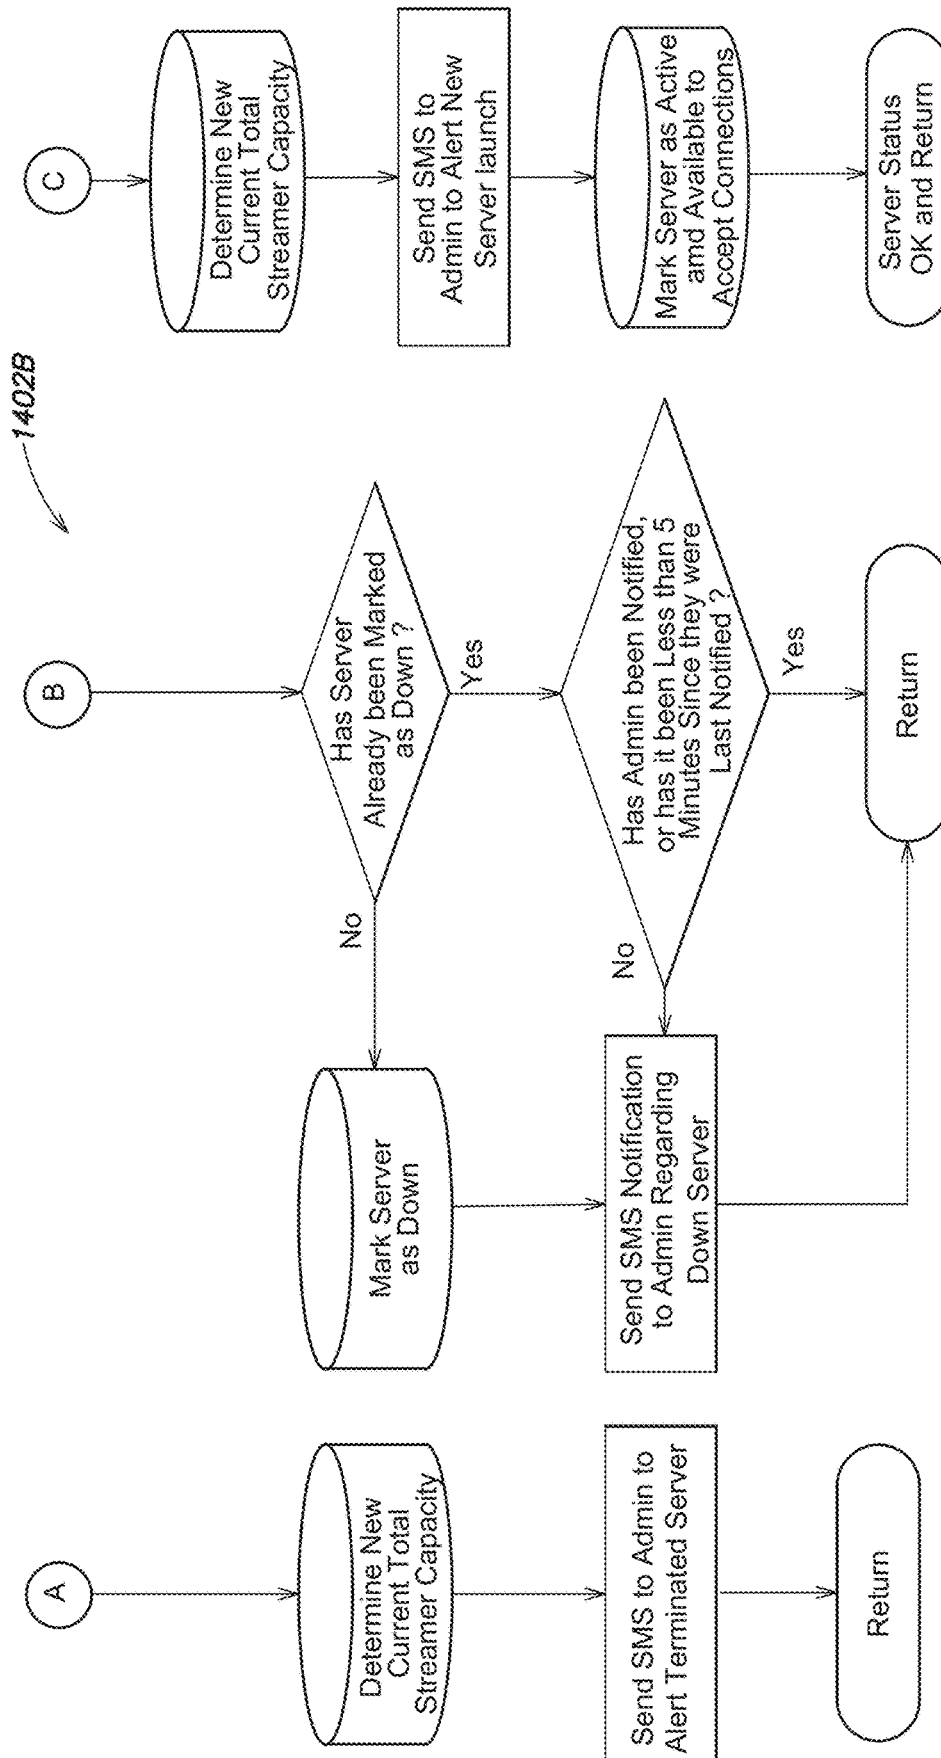 1402B
A
Determine New
Current Total
Streamer Capacity
Send SMS to Admin to
Alert Terminated Server
Return
B
Has Server
Already been Marked
as Down ?
No
Yes
Mark Server
as Down
Has Admin been Notified,
or has it been Less than 5
Minutes Since they were
Last Notified ?
No
Yes
Send SMS Notification
to Admin Regarding
Down Server
Return
C
Determine New
Current Total
Streamer Capacity
Send SMS to
Admin to Alert New
Server launch
Mark Server as Active
amd Available to
Accept Connections
Server Status
OK and Return